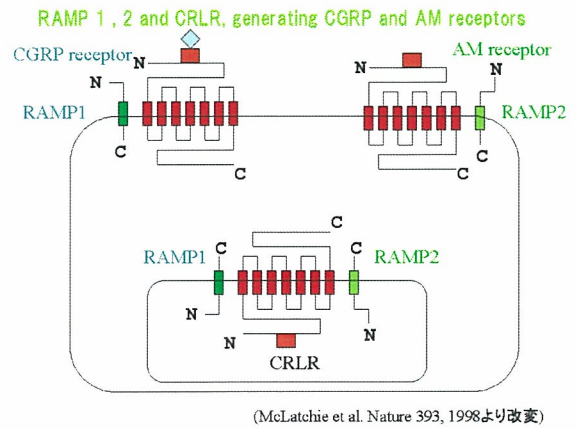 RAMP 1 , 2 and CRLR, generating CGRP and AM receptors
CGRP receptor
AM receptor
N
N
N
N
RAMP1
RAMP2
C
C
C
C
RAMP1
C
C
C
RAMP2
N
N
N
CRLR
(McLatchie et al. Nature 393, 1998より改変)